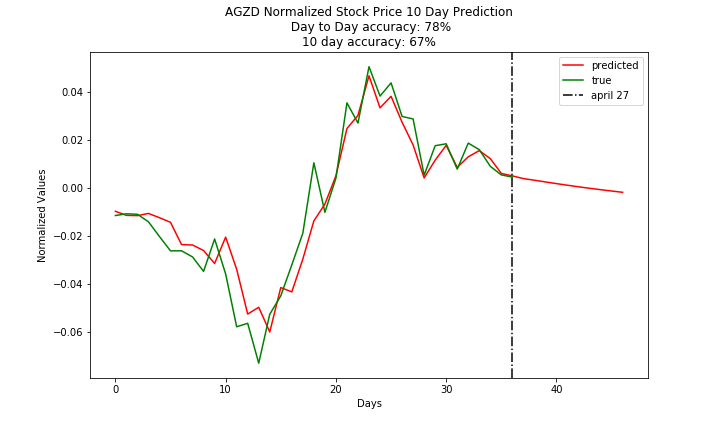 AGZD Normalized Stock Price 10 Day Prediction
Day to Day accuracy: 78%
10 day accuracy: 67%
predicted
true
april 27
0.04
0.02
0.00
−0.02
−0.04
−0.06
Normalized Values
0 10 20 30 40
Days